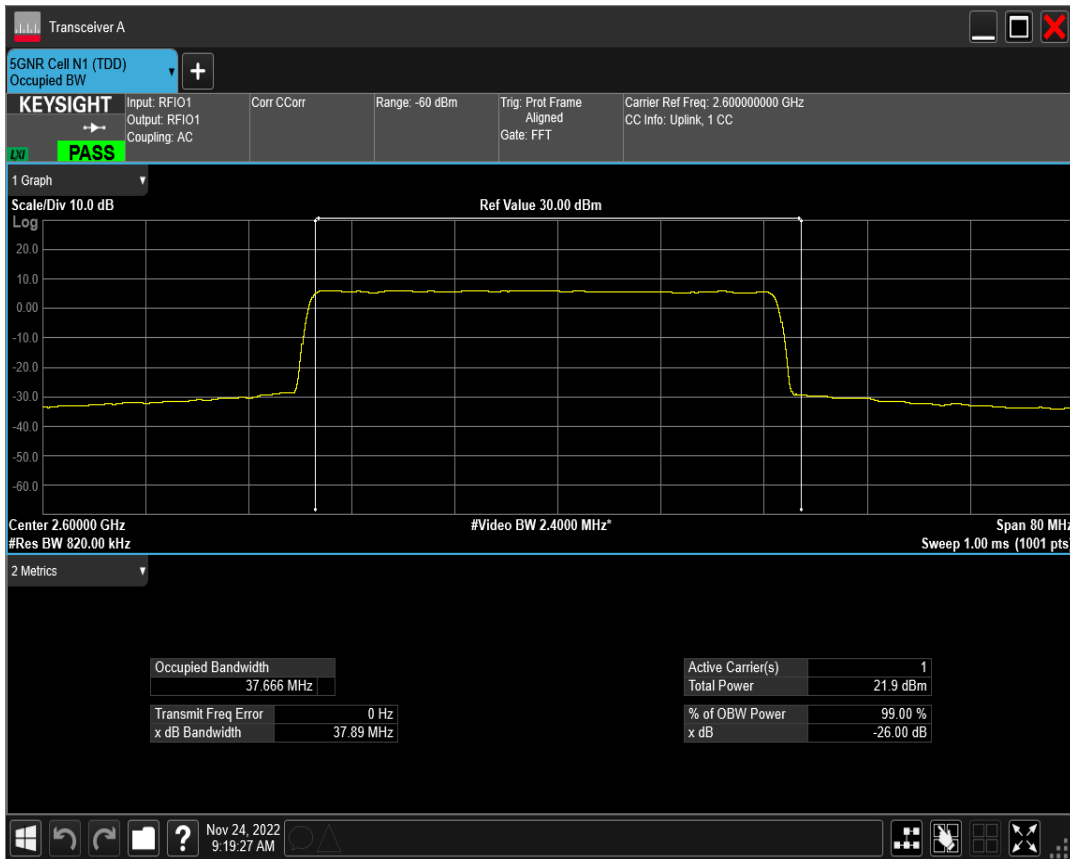 Transceiver A
5GNR Cell N1 (TDD)
Occupied BW
+
KEYSIGHT
LXI
PASS
Input: RFIO1
Output: RFIO1
Coupling: AC
Corr CCorr
Range: -60 dBm
Trig: Prot Frame
Aligned
Gate: FFT
Carrier Ref Freq: 2.600000000 GHz
CC Info: Uplink, 1 CC
1 Graph
Scale/Div 10.0 dB
Ref Value 30.00 dBm
Log
20.0
10.0
0.00
-10.0
-20.0
-30.0
-40.0
-50.0
-60.0
Center 2.60000 GHz
#Video BW 2.4000 MHz*
Span 80 MHz
#Res BW 820.00 kHz
Sweep 1.00 ms (1001 pts)
2 Metrics
Occupied Bandwidth
37.666 MHz
Transmit Freq Error 0 Hz
x dB Bandwidth 37.89 MHz
Active Carrier(s) 1
Total Power 21.9 dBm
% of OBW Power 99.00 %
x dB -26.00 dB
?
Nov 24, 2022
9:19:27 AM